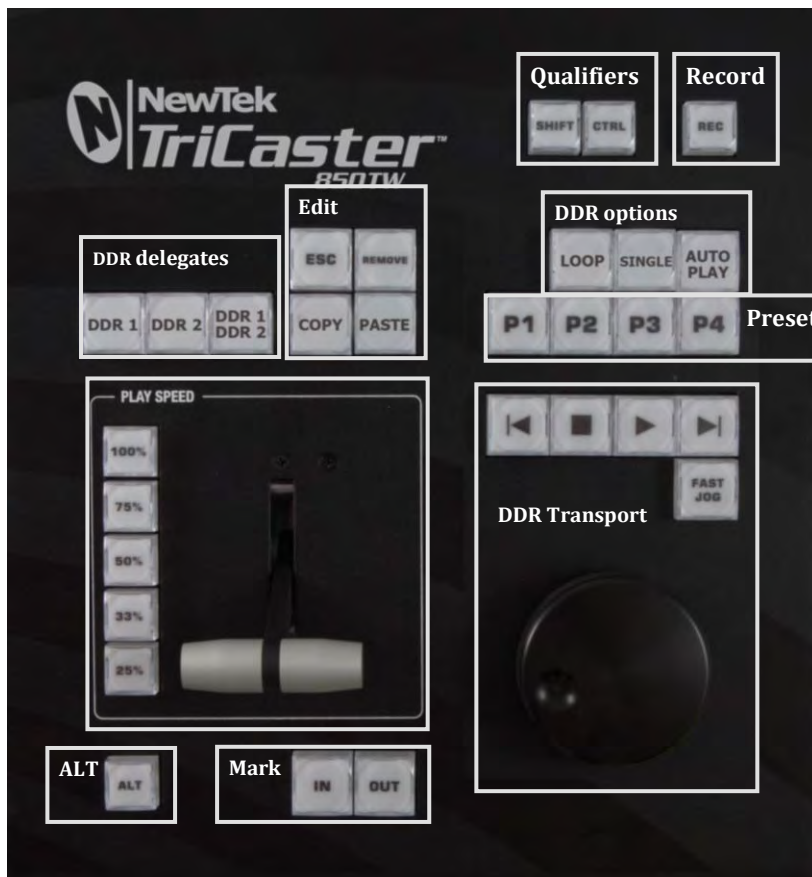 Qualifiers
Record
SHIFT CTRL
REC
NewTek
TriCaster™
850TW
Edit
DDR options
DDR delegates
ESC REMOVE
LOOP SINGLE AUTO PLAY
DDR 1 DDR 2 DDR 1 DDR 2
COPY PASTE
P1 P2 P3 P4 Preset
PLAY SPEED
100%
75%
50%
33%
25%
FAST JOG
DDR Transport
ALT
ALT
Mark
IN OUT